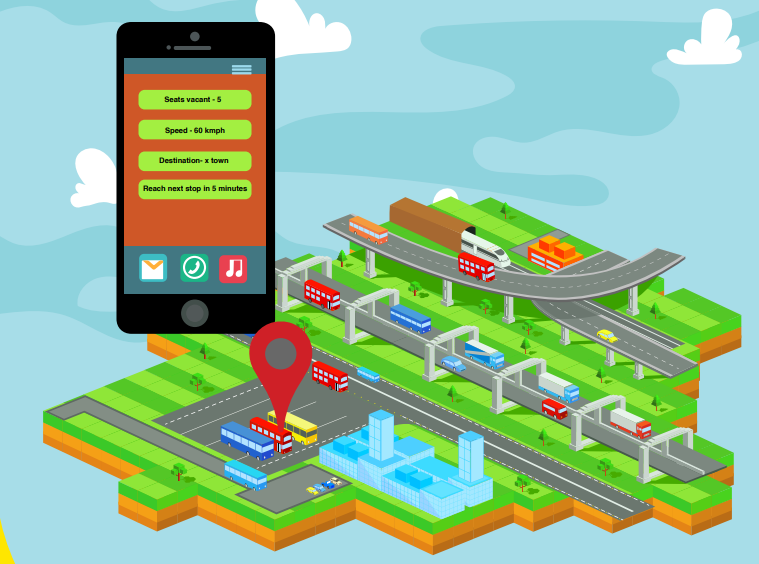 Seats vacant - 5
Speed - 60 kmph
Destination- x town
Reach next stop in 5 minutes